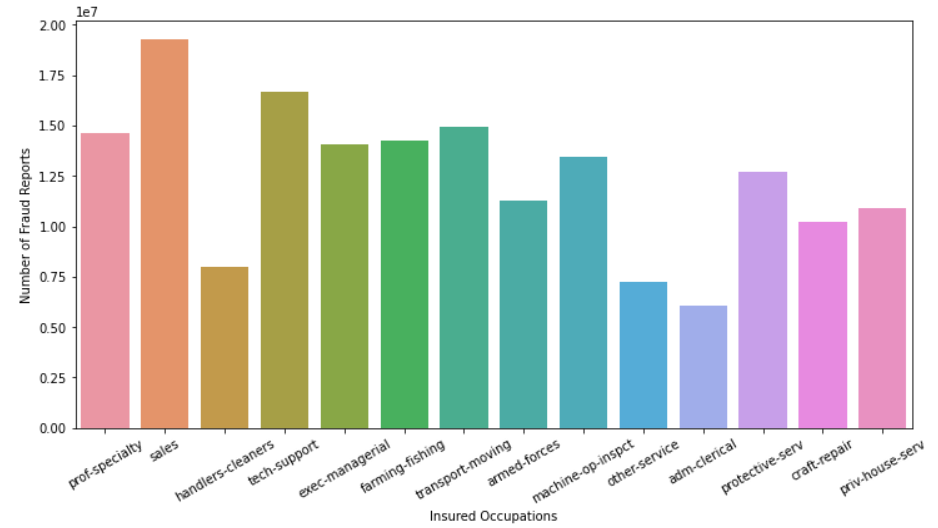 1e7
2.00
1.75
1.50
1.25
1.00
0.75
0.50
0.25
0.00
Number of Fraud Reports
prof-specialty
sales
handlers-cleaners
tech-support
exec-managerial
farming-fishing
transport-moving
armed-forces
machine-op-inspct
other-service
adm-clerical
protective-serv
craft-repair
priv-house-serv
Insured Occupations